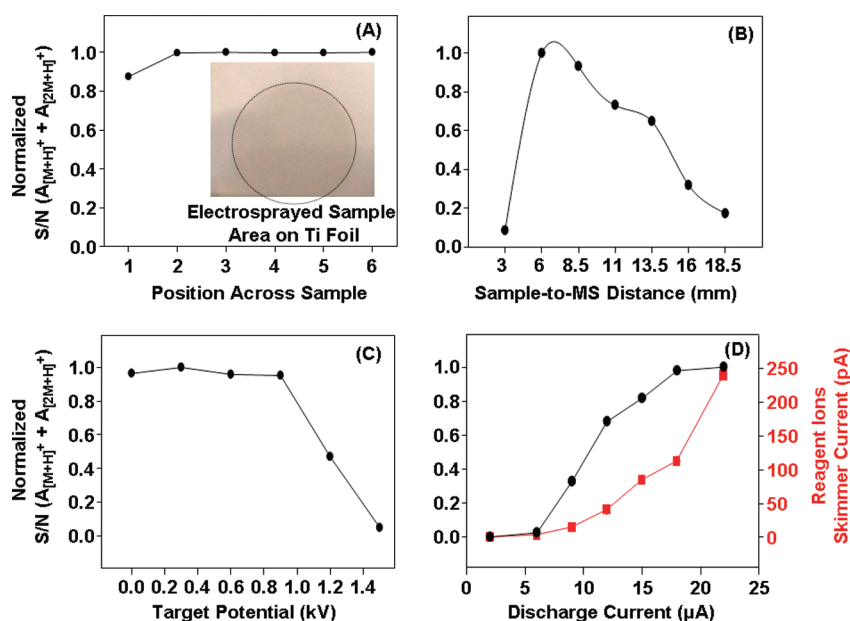 (A)
Normalized
S/N (A[M+H]+ + A[2M+H]+)
1.0
0.8
0.6
0.4
0.2
0.0
Electrosprayed Sample
Area on Ti Foil
1 2 3 4 5 6
Position Across Sample
(B)
1.0
0.8
0.6
0.4
0.2
0.0
3 6 8.5 11 13.5 16 18.5
Sample-to-MS Distance (mm)
(C)
Normalized
S/N (A[M+H]+ + A[2M+H]+)
1.0
0.8
0.6
0.4
0.2
0.0
0.0 0.2 0.4 0.6 0.8 1.0 1.2 1.4
Target Potential (kV)
(D)
1.0
0.8
0.6
0.4
0.2
0.0
250
200
150
100
50
0
Reagent Ions
Skimmer Current (pA)
0 5 10 15 20 25
Discharge Current (µA)